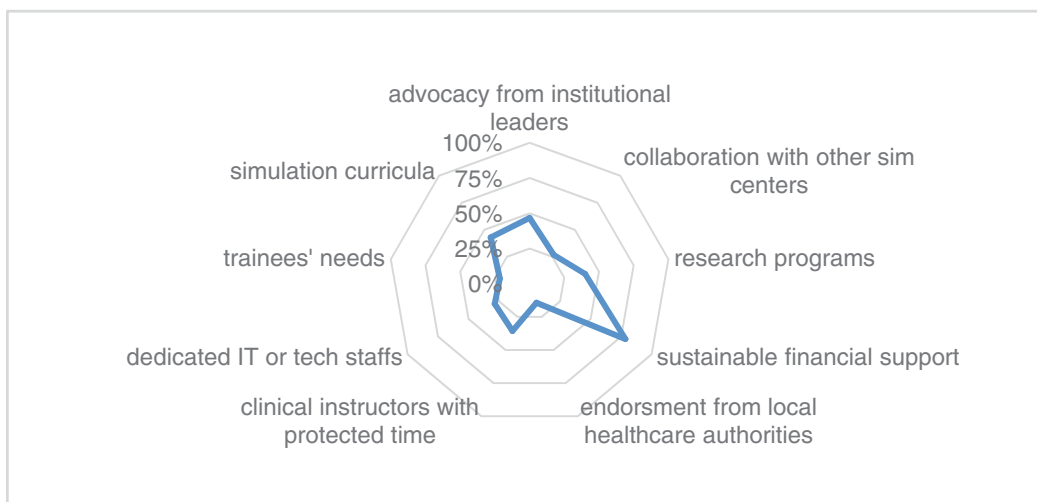 advocacy from institutional
leaders
100%
75%
50%
25%
0%
collaboration with other sim
centers
research programs
sustainable financial support
endorsment from local
healthcare authorities
clinical instructors with
protected time
dedicated IT or tech staffs
trainees' needs
simulation curricula